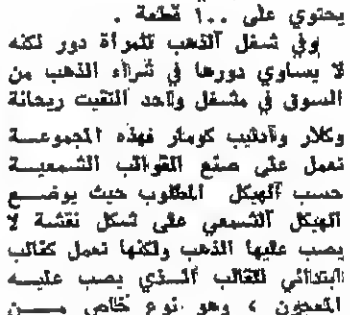 يحتوي على ١٠٠ قطعة .
وفي شغل الذهب للمرأة دور لكنه
لا يساوي دورها في شراء الذهب من
السوق في مشغل واحد التقيت ريحانة
وكلار وادليب كومار فهذه المجموعة
تعمل على صنع القوالب الشمعية
حسب الهيكل المطلوب حيث يوضع
الهيكل الشمعي على شكل نقشة لا
يصب عليها الذهب ولكنها تعمل كقالب
ابتدائي للقالب الذي يصب عليه
المعجون ، وهو نوع خاص من